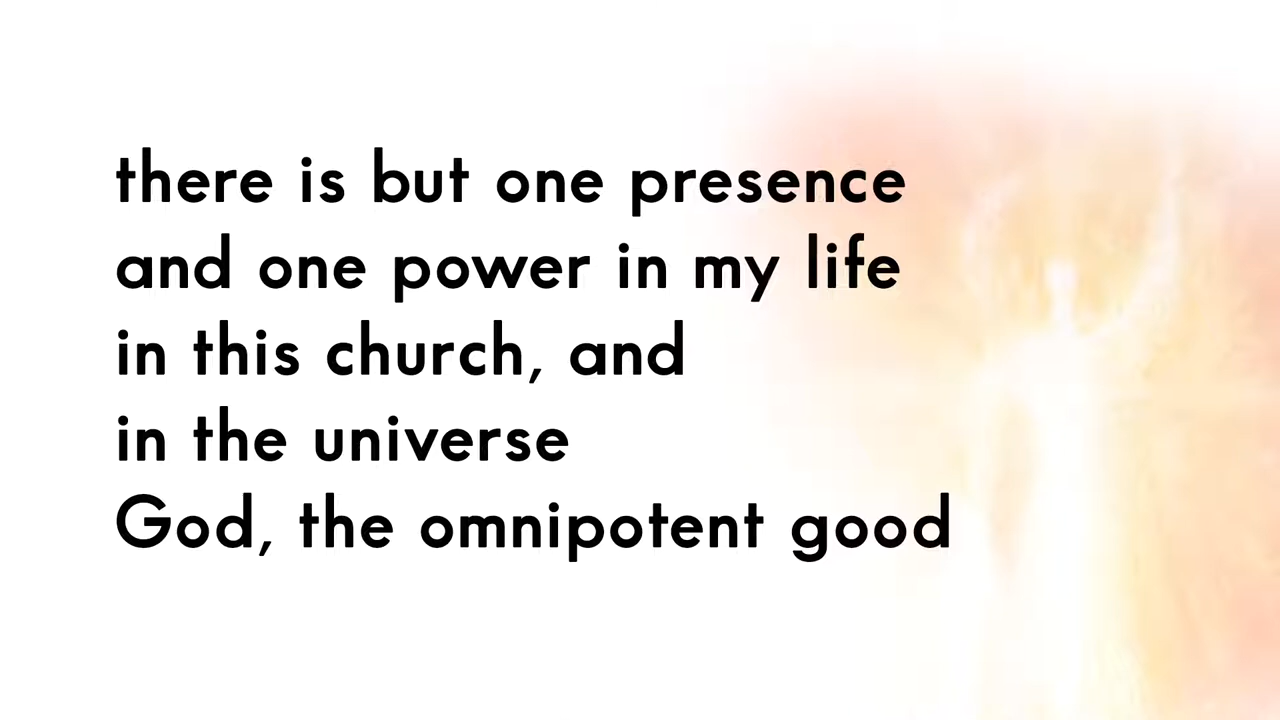 there is but one presence
and one power in my life
in this church, and
in the universe
God, the omnipotent good